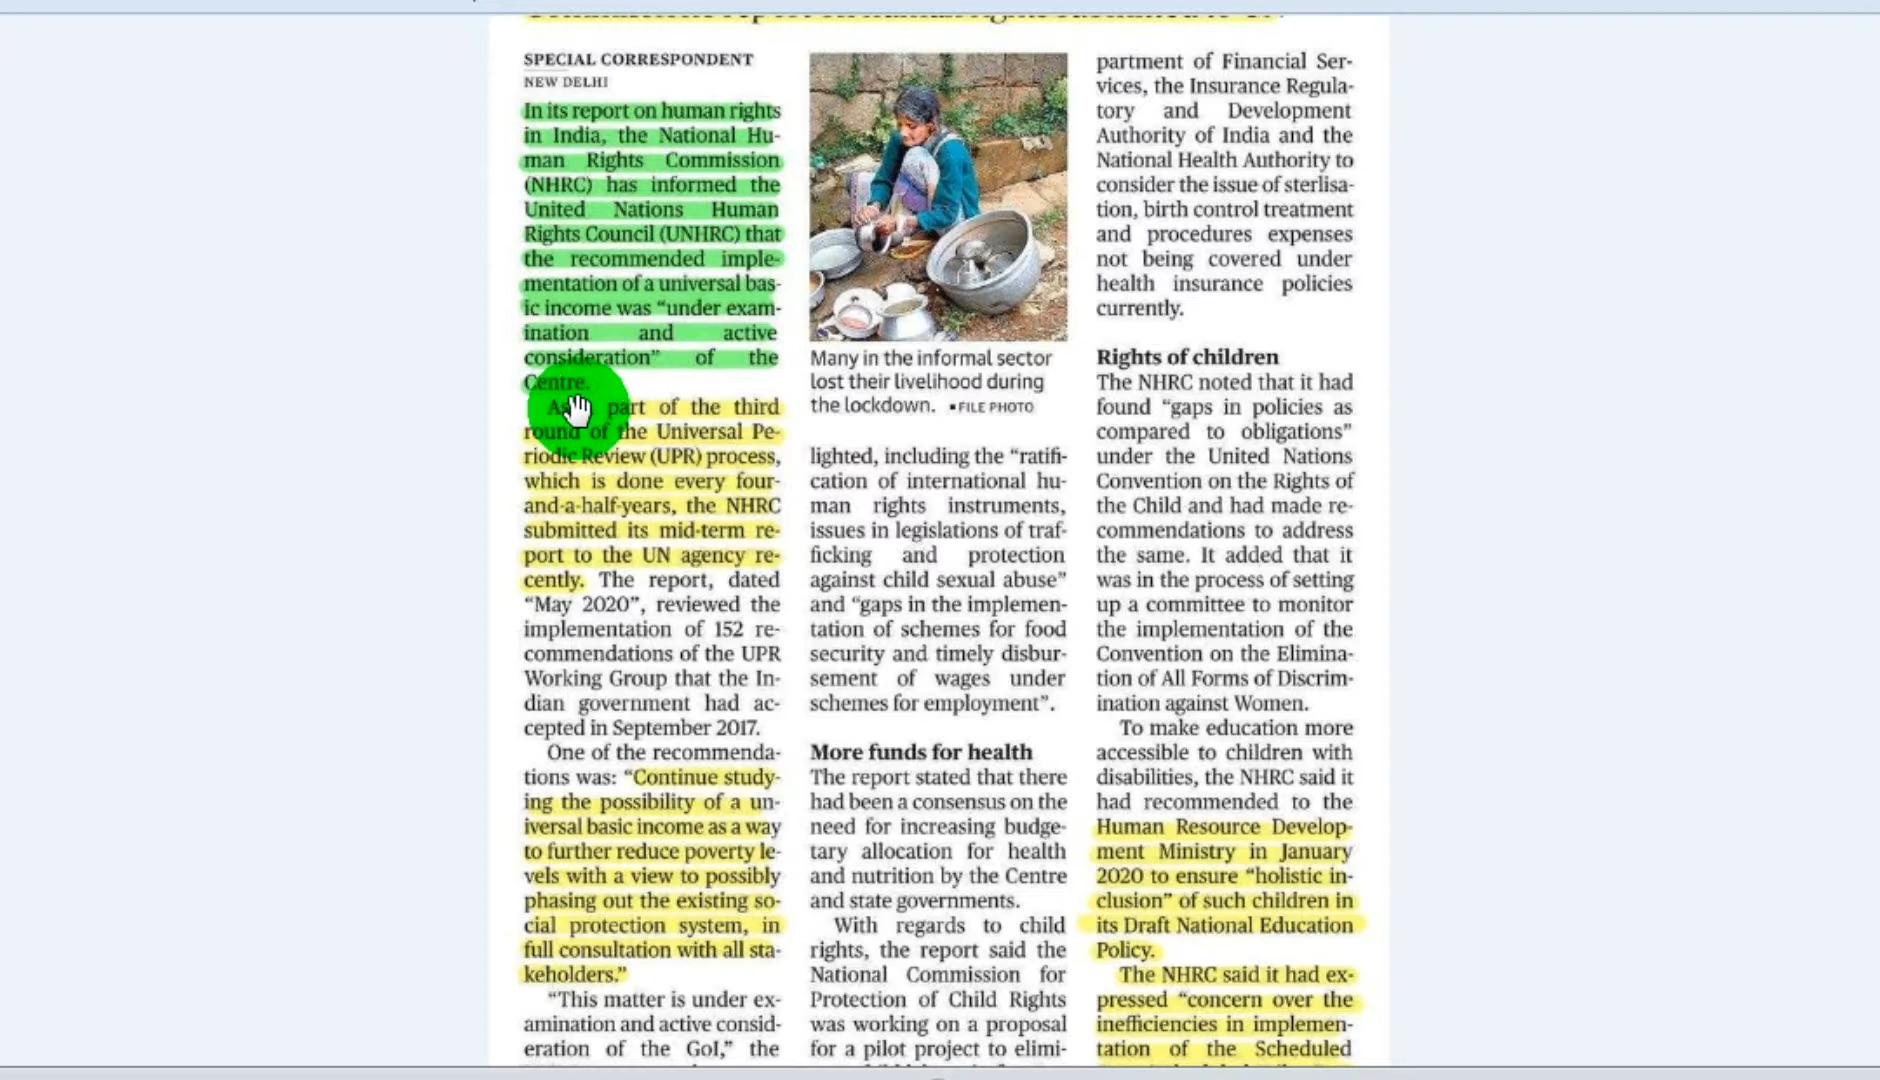 SPECIAL CORRESPONDENT
NEW DELHI
In its report on human rights
in India, the National Hu-
man Rights Commission
(NHRC) has informed the
United Nations Human
Rights Council (UNHRC) that
the recommended imple-
mentation of a universal bas-
ic income was “under exam-
ination and active
consideration” of the
Centre.
As part of the third
round of the Universal Pe-
riodic Review (UPR) process,
which is done every four-
and-a-half-years, the NHRC
submitted its mid-term re-
port to the UN agency re-
cently. The report, dated
“May 2020”, reviewed the
implementation of 152 re-
commendations of the UPR
Working Group that the In-
dian government had ac-
cepted in September 2017.
One of the recommenda-
tions was: “Continue study-
ing the possibility of a un-
iversal basic income as a way
to further reduce poverty le-
vels with a view to possibly
phasing out the existing so-
cial protection system, in
full consultation with all sta-
keholders.”
“This matter is under ex-
amination and active consid-
eration of the GoI,” the
Many in the informal sector
lost their livelihood during
the lockdown. ▪FILE PHOTO
lighted, including the “ratifi-
cation of international hu-
man rights instruments,
issues in legislations of traf-
ficking and protection
against child sexual abuse”
and “gaps in the implemen-
tation of schemes for food
security and timely disbur-
sement of wages under
schemes for employment”.
More funds for health
The report stated that there
had been a consensus on the
need for increasing budge-
tary allocation for health
and nutrition by the Centre
and state governments.
With regards to child
rights, the report said the
National Commission for
Protection of Child Rights
was working on a proposal
for a pilot project to elimi-
partment of Financial Ser-
vices, the Insurance Regula-
tory and Development
Authority of India and the
National Health Authority to
consider the issue of sterlisa-
tion, birth control treatment
and procedures expenses
not being covered under
health insurance policies
currently.
Rights of children
The NHRC noted that it had
found “gaps in policies as
compared to obligations”
under the United Nations
Convention on the Rights of
the Child and had made re-
commendations to address
the same. It added that it
was in the process of setting
up a committee to monitor
the implementation of the
Convention on the Elimina-
tion of All Forms of Discrim-
ination against Women.
To make education more
accessible to children with
disabilities, the NHRC said it
had recommended to the
Human Resource Develop-
ment Ministry in January
2020 to ensure “holistic in-
clusion” of such children in
its Draft National Education
Policy.
The NHRC said it had ex-
pressed “concern over the
inefficiencies in implemen-
tation of the Scheduled